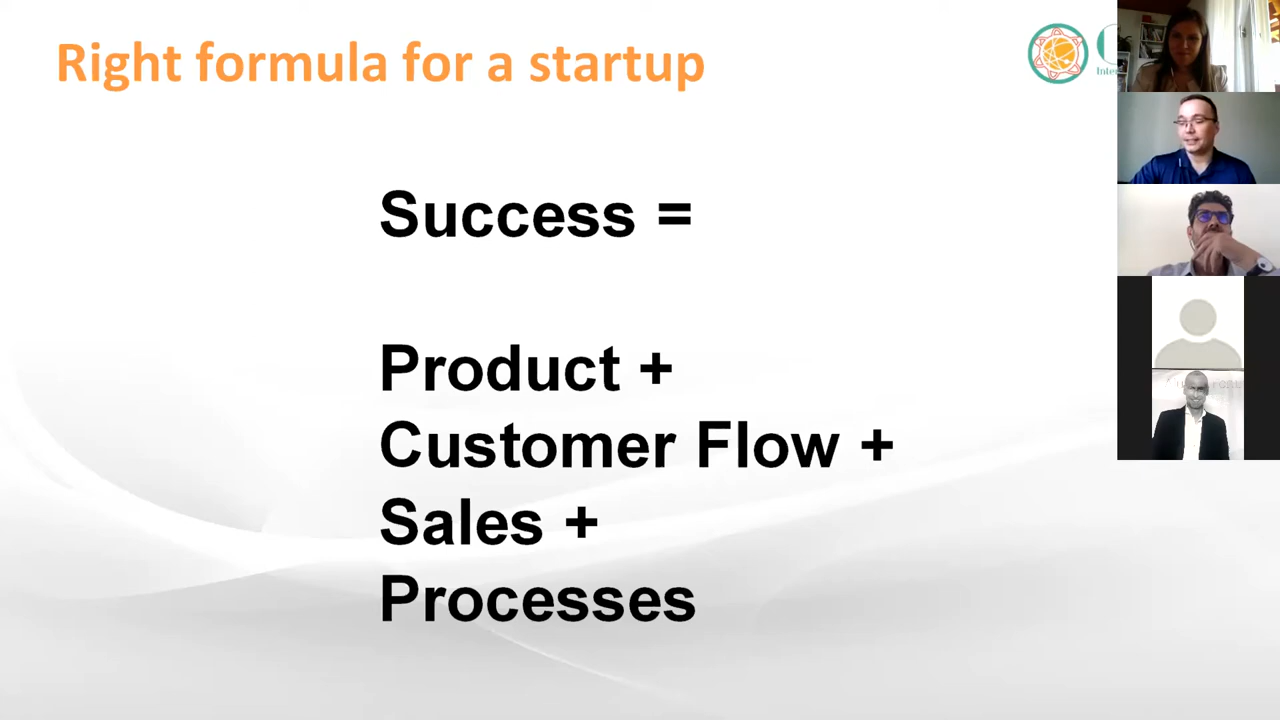 Right formula for a startup
Success =
Product +
Customer Flow +
Sales +
Processes